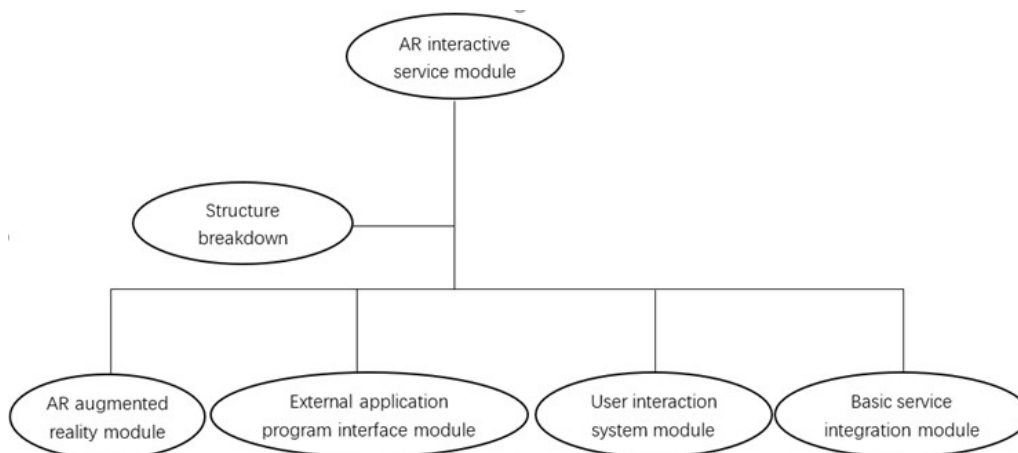 AR interactive
service module
Structure
breakdown
AR augmented
reality module
External application
program interface module
User interaction
system module
Basic service
integration module